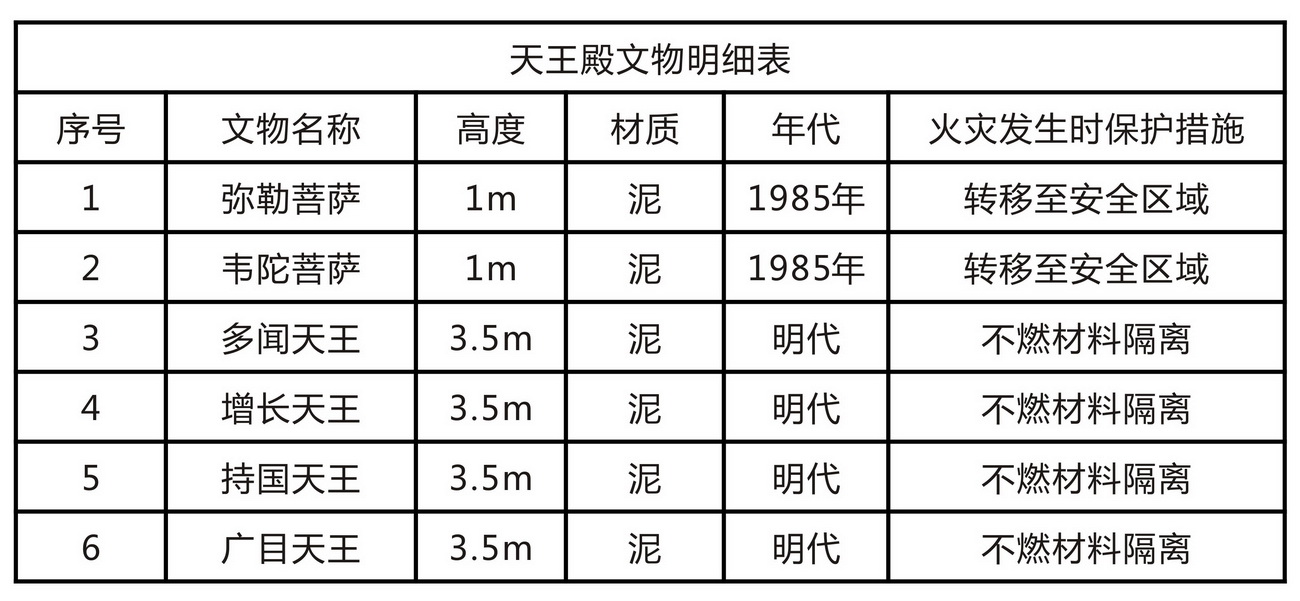 天王殿文物明细表
序号 文物名称 高度 材质 年代 火灾发生时保护措施
1 弥勒菩萨 1m 泥 1985年 转移至安全区域
2 韦陀菩萨 1m 泥 1985年 转移至安全区域
3 多闻天王 3.5m 泥 明代 不燃材料隔离
4 增长天王 3.5m 泥 明代 不燃材料隔离
5 持国天王 3.5m 泥 明代 不燃材料隔离
6 广目天王 3.5m 泥 明代 不燃材料隔离